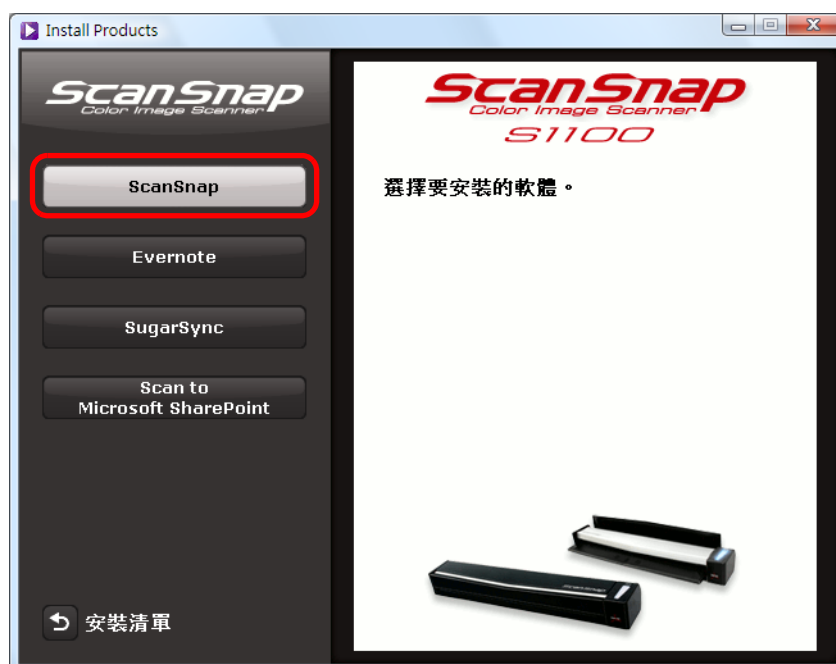 Install Products
ScanSnap
Color Image Scanner
ScanSnap
Evernote
SugarSync
Scan to
Microsoft SharePoint
安裝清單
ScanSnap
Color Image Scanner
S1100
選擇要安裝的軟體。
ScanSnap